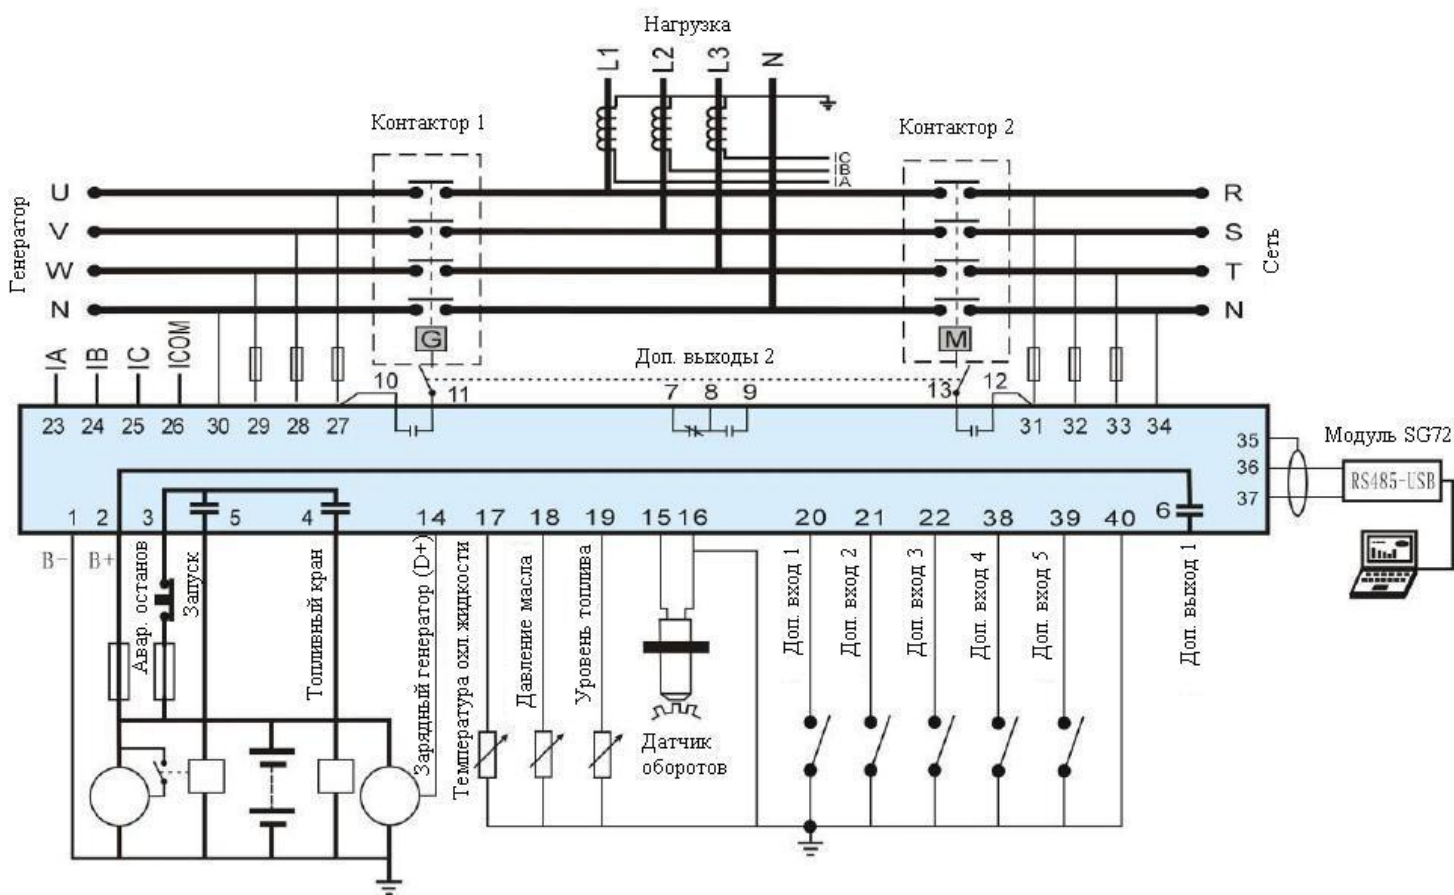 Нагрузка
L1
L2
L3
N
Контактор 1
Контактор 2
IC
IB
IA
Генератор
U
V
W
N
R
S
T
N
Сеть
G
M
Доп. выходы 2
IA
IB
IC
ICOM
10
11
7
8
9
13
12
23
24
25
26
30
29
28
27
31
32
33
34
35
36
37
Модуль SG72
RS485-USB
1
2
3
5
4
14
17
18
19
15
16
20
21
22
38
39
40
6
B-
B+
Авар. останов
Запуск
Топливный кран
Зарядный генератор (D+)
Температура охл. жидкости
Давление масла
Уровень топлива
Датчик
оборотов
Доп. вход 1
Доп. вход 2
Доп. вход 3
Доп. вход 4
Доп. вход 5
Доп. выход 1